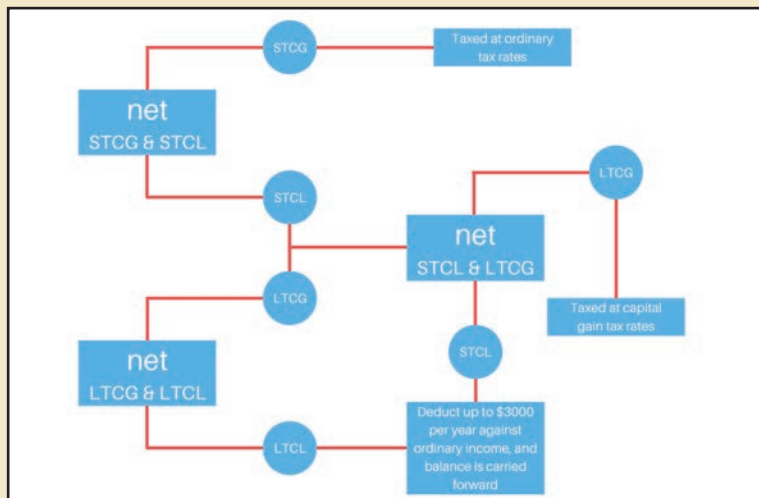 STCG
Taxed at ordinary
tax rates
net
STCG & STCL
STCL
LTCG
net
STCL & LTCG
LTCG
net
LTCG & LTCL
Taxed at capital
gain tax rates
STCL
LTCL
Deduct up to $3000
per year against
ordinary income, and
balance is carried
forward